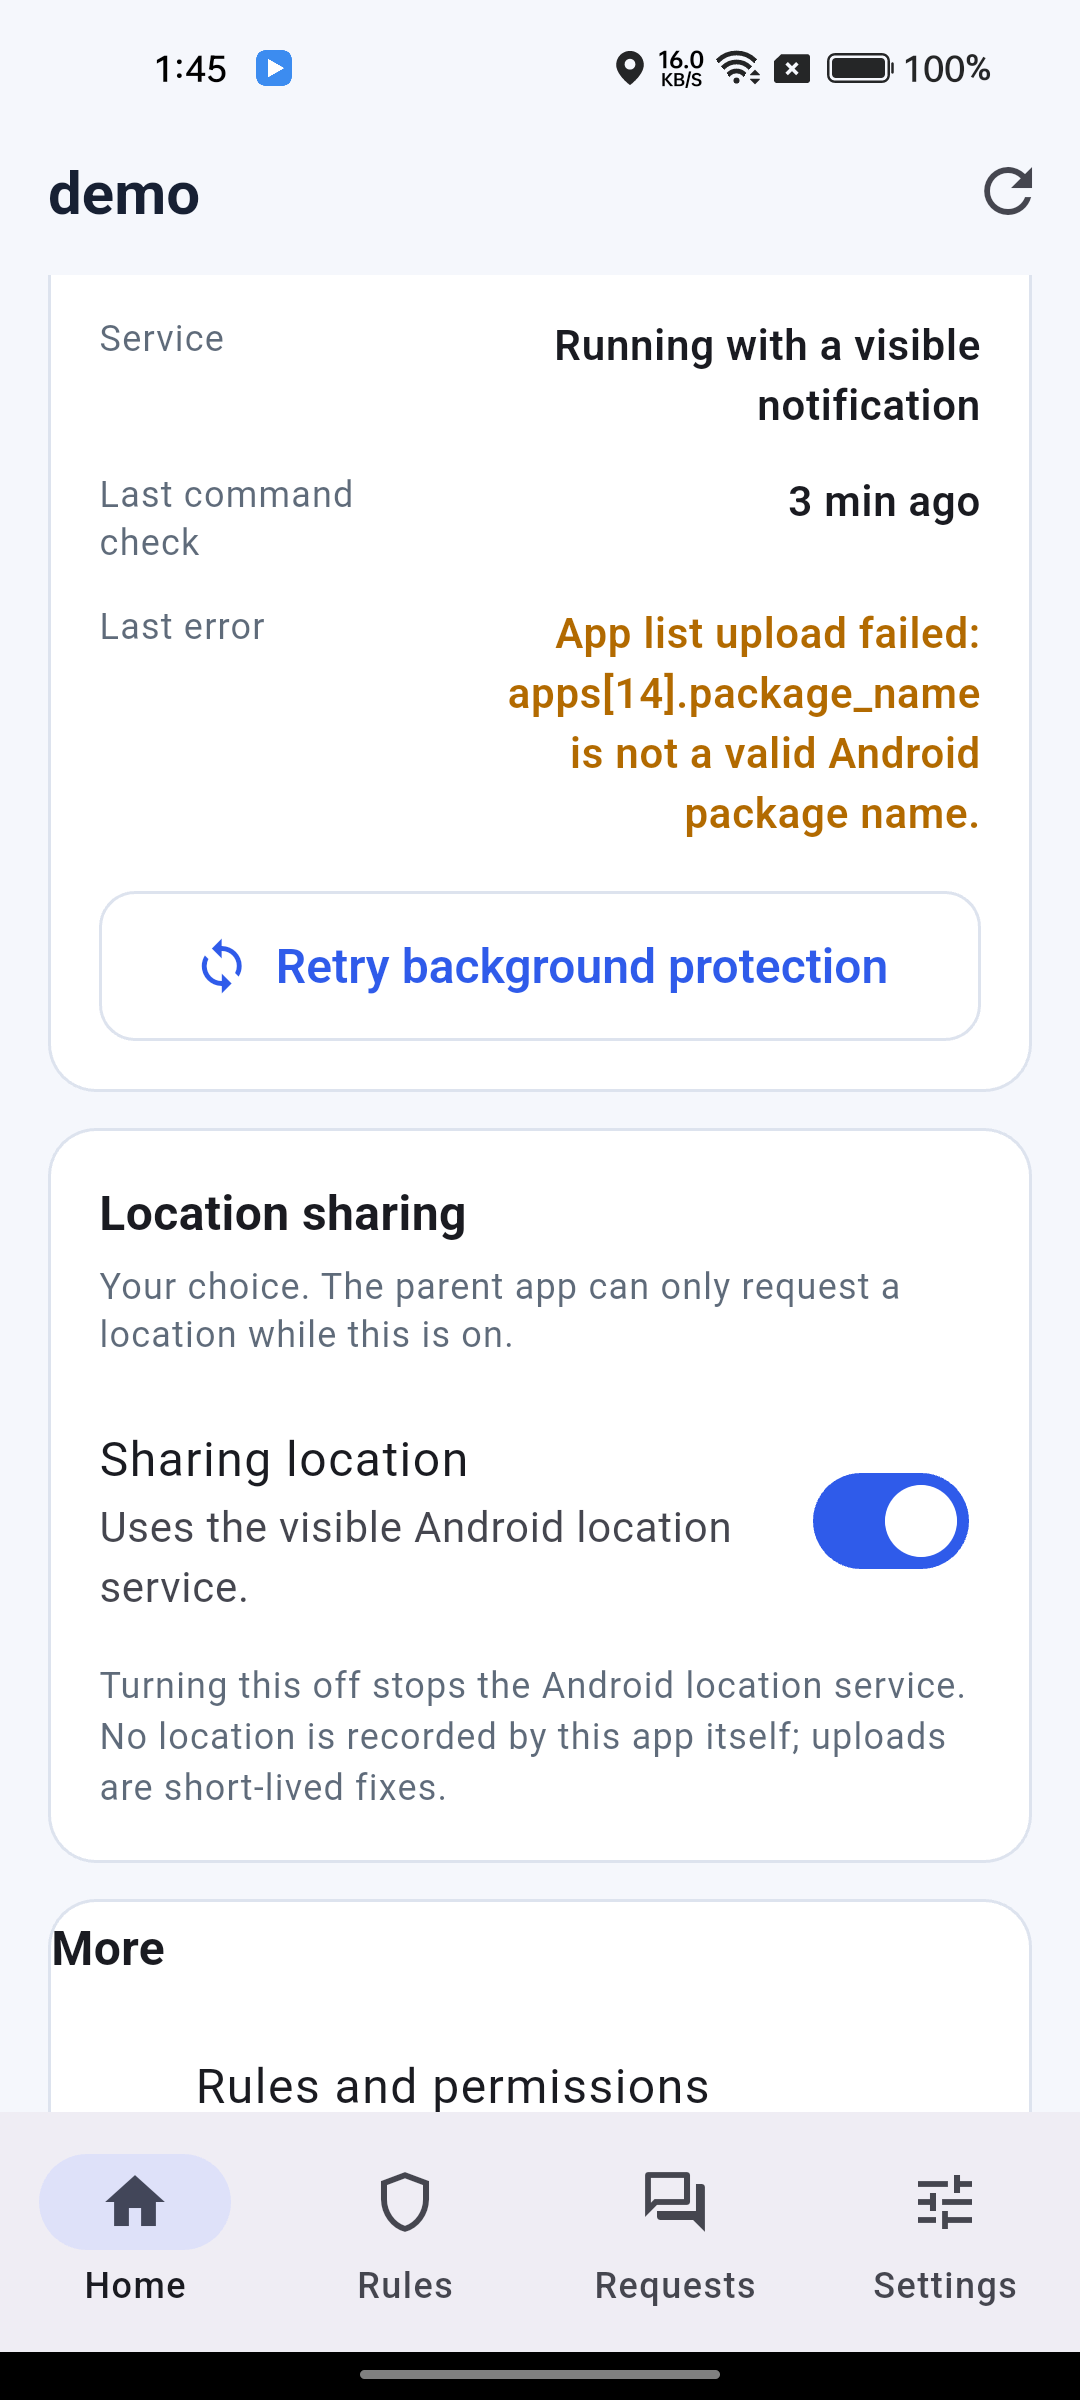 1:45
16.0
KB/S
100%
demo
Service
Running with a visible
notification
Last command
check
3 min ago
Last error
App list upload failed:
apps[14].package_name
is not a valid Android
package name.
Retry background protection
Location sharing
Your choice. The parent app can only request a
location while this is on.
Sharing location
Uses the visible Android location
service.
Turning this off stops the Android location service.
No location is recorded by this app itself; uploads
are short-lived fixes.
More
Rules and permissions
Home
Rules
Requests
Settings